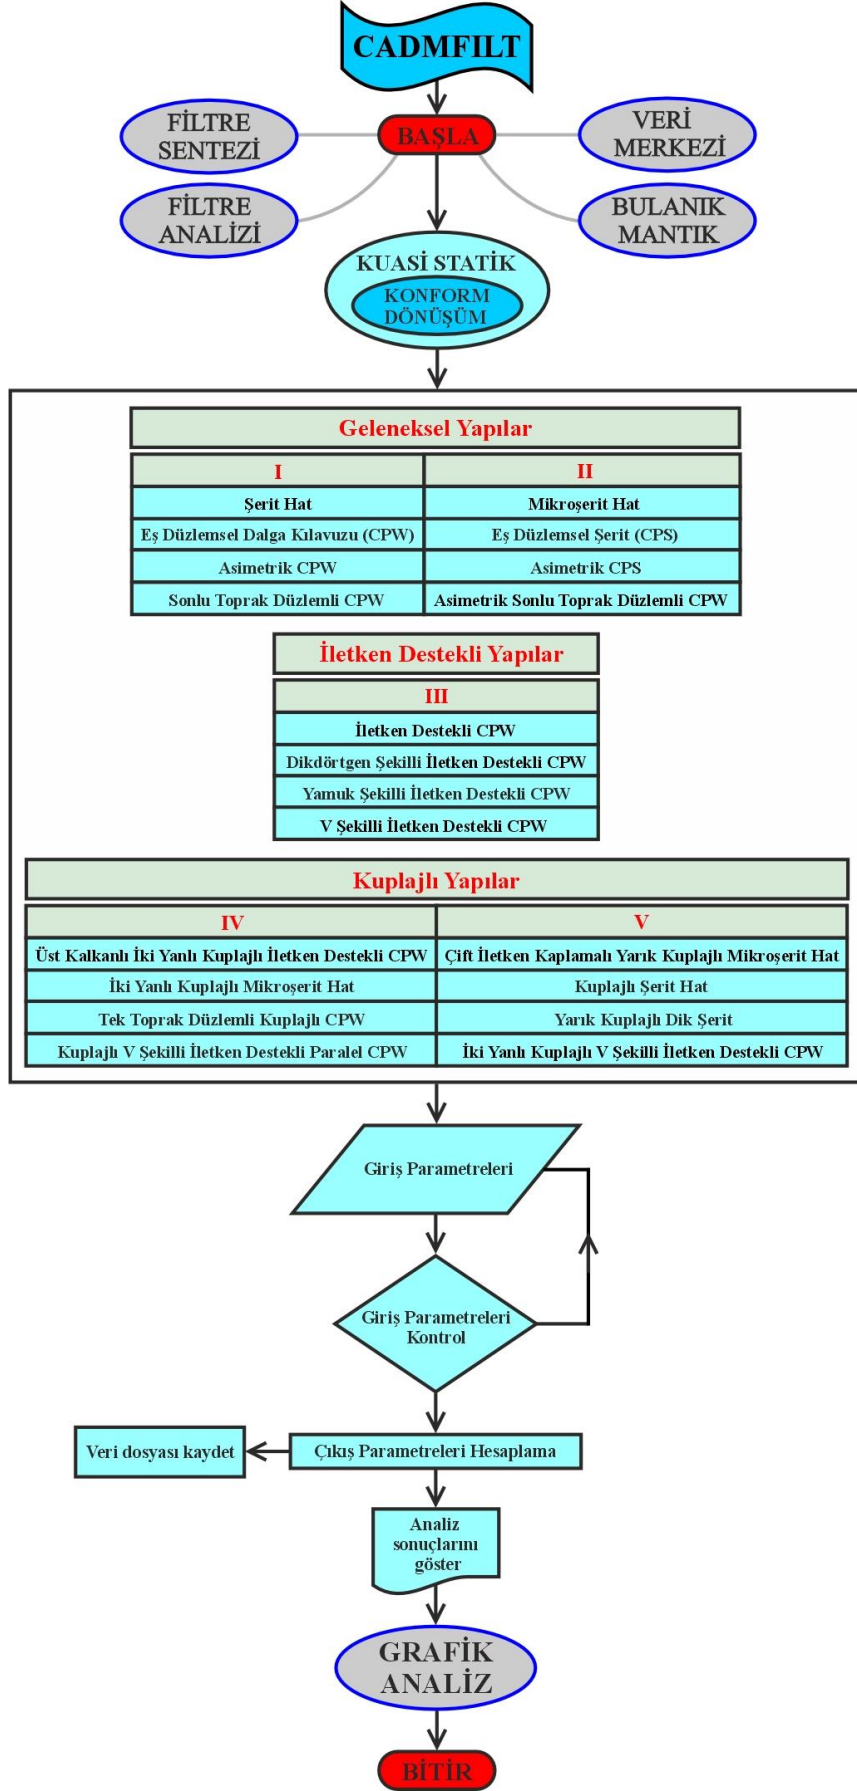 CADMFILT
FİLTRE
SENTEZİ
BAŞLA
VERİ
MERKEZİ
FİLTRE
ANALİZİ
BULANIK
MANTIK
KUASİ STATİK
KONFORM
DÖNÜŞÜM
Geleneksel Yapılar
I
II
Şerit Hat
Mikroşerit Hat
Eş Düzlemsel Dalga Kılavuzu (CPW)
Eş Düzlemsel Şerit (CPS)
Asimetrik CPW
Asimetrik CPS
Sonlu Toprak Düzlemli CPW
Asimetrik Sonlu Toprak Düzlemli CPW
İletken Destekli Yapılar
III
İletken Destekli CPW
Dikdörtgen Şekilli İletken Destekli CPW
Yamuk Şekilli İletken Destekli CPW
V Şekilli İletken Destekli CPW
Kuplajlı Yapılar
IV
V
Üst Kalkanlı İki Yanlı Kuplajlı İletken Destekli CPW
Çift İletken Kaplamalı Yarık Kuplajlı Mikroşerit Hat
İki Yanlı Kuplajlı Mikroşerit Hat
Kuplajlı Şerit Hat
Tek Toprak Düzlemli Kuplajlı CPW
Yarık Kuplajlı Dik Şerit
Kuplajlı V Şekilli İletken Destekli Paralel CPW
İki Yanlı Kuplajlı V Şekilli İletken Destekli CPW
Giriş Parametreleri
Giriş Parametreleri
Kontrol
Veri dosyası kaydet
Çıkış Parametreleri Hesaplama
Analiz
sonuçlarını
göster
GRAFİK
ANALİZ
BİTİR